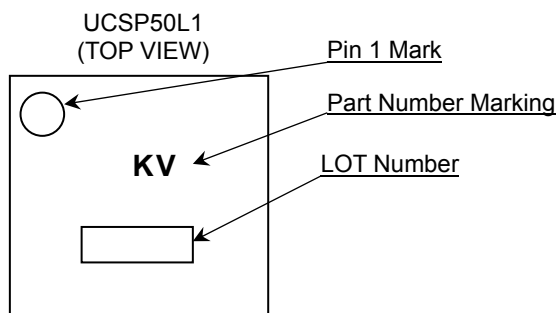 UCSP50L1
(TOP VIEW)
Pin 1 Mark
Part Number Marking
KV
LOT Number